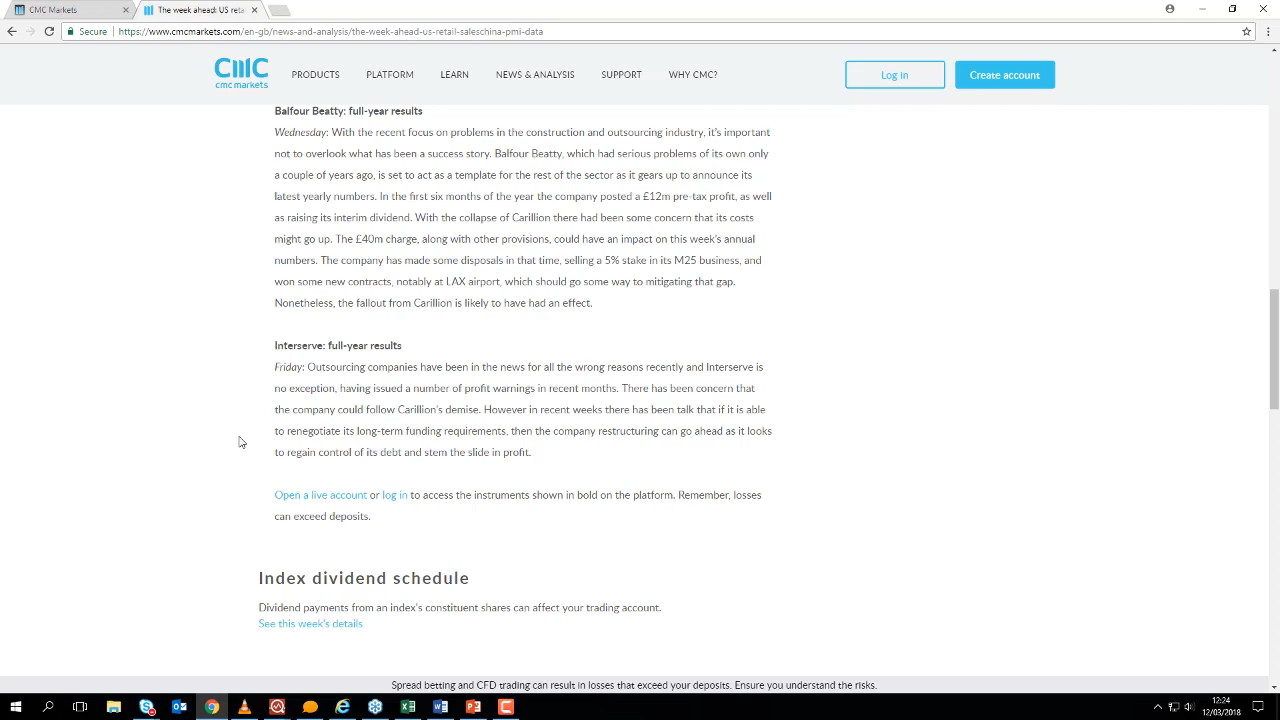 CMC Markets
The week ahead: US reta
Secure
https://www.cmcmarkets.com/en-gb/news-and-analysis/the-week-ahead-us-retail-saleschina-pmi-data
CMC
cmc markets
PRODUCTS
PLATFORM
LEARN
NEWS & ANALYSIS
SUPPORT
WHY CMC?
Log in
Create account
Balfour Beatty: full-year results
Wednesday: With the recent focus on problems in the construction and outsourcing industry, it's important
not to overlook what has been a success story. Balfour Beatty, which had serious problems of its own only
a couple of years ago, is set to act as a template for the rest of the sector as it gears up to announce its
latest yearly numbers. In the first six months of the year the company posted a £12m pre-tax profit, as well
as raising its interim dividend. With the collapse of Carillion there had been some concern that its costs
might go up. The £40m charge, along with other provisions, could have an impact on this week's annual
numbers. The company has made some disposals in that time, selling a 5% stake in its M25 business, and
won some new contracts, notably at LAX airport, which should go some way to mitigating that gap.
Nonetheless, the fallout from Carillion is likely to have had an effect.
Interserve: full-year results
Friday: Outsourcing companies have been in the news for all the wrong reasons recently and Interserve is
no exception, having issued a number of profit warnings in recent months. There has been concern that
the company could follow Carillion's demise. However in recent weeks there has been talk that if it is able
to renegotiate its long-term funding requirements, then the company restructuring can go ahead as it looks
to regain control of its debt and stem the slide in profit.
Open a live account or log in to access the instruments shown in bold on the platform. Remember, losses
can exceed deposits.
Index dividend schedule
Dividend payments from an index's constituent shares can affect your trading account.
See this week's details
Spread betting and CFD trading can result in losses that exceed your deposits. Ensure you understand the risks.
12:24
12/03/2018